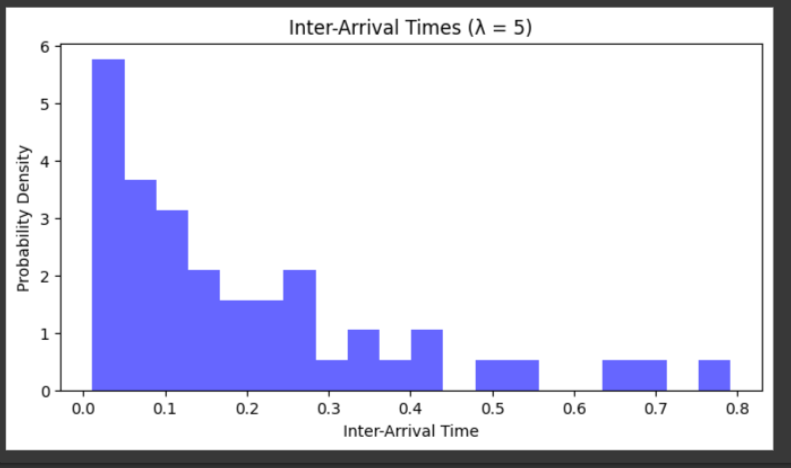 Inter-Arrival Times (λ = 5)
6
5
4
3
2
1
0
Probability Density
0.0 0.1 0.2 0.3 0.4 0.5 0.6 0.7 0.8
Inter-Arrival Time